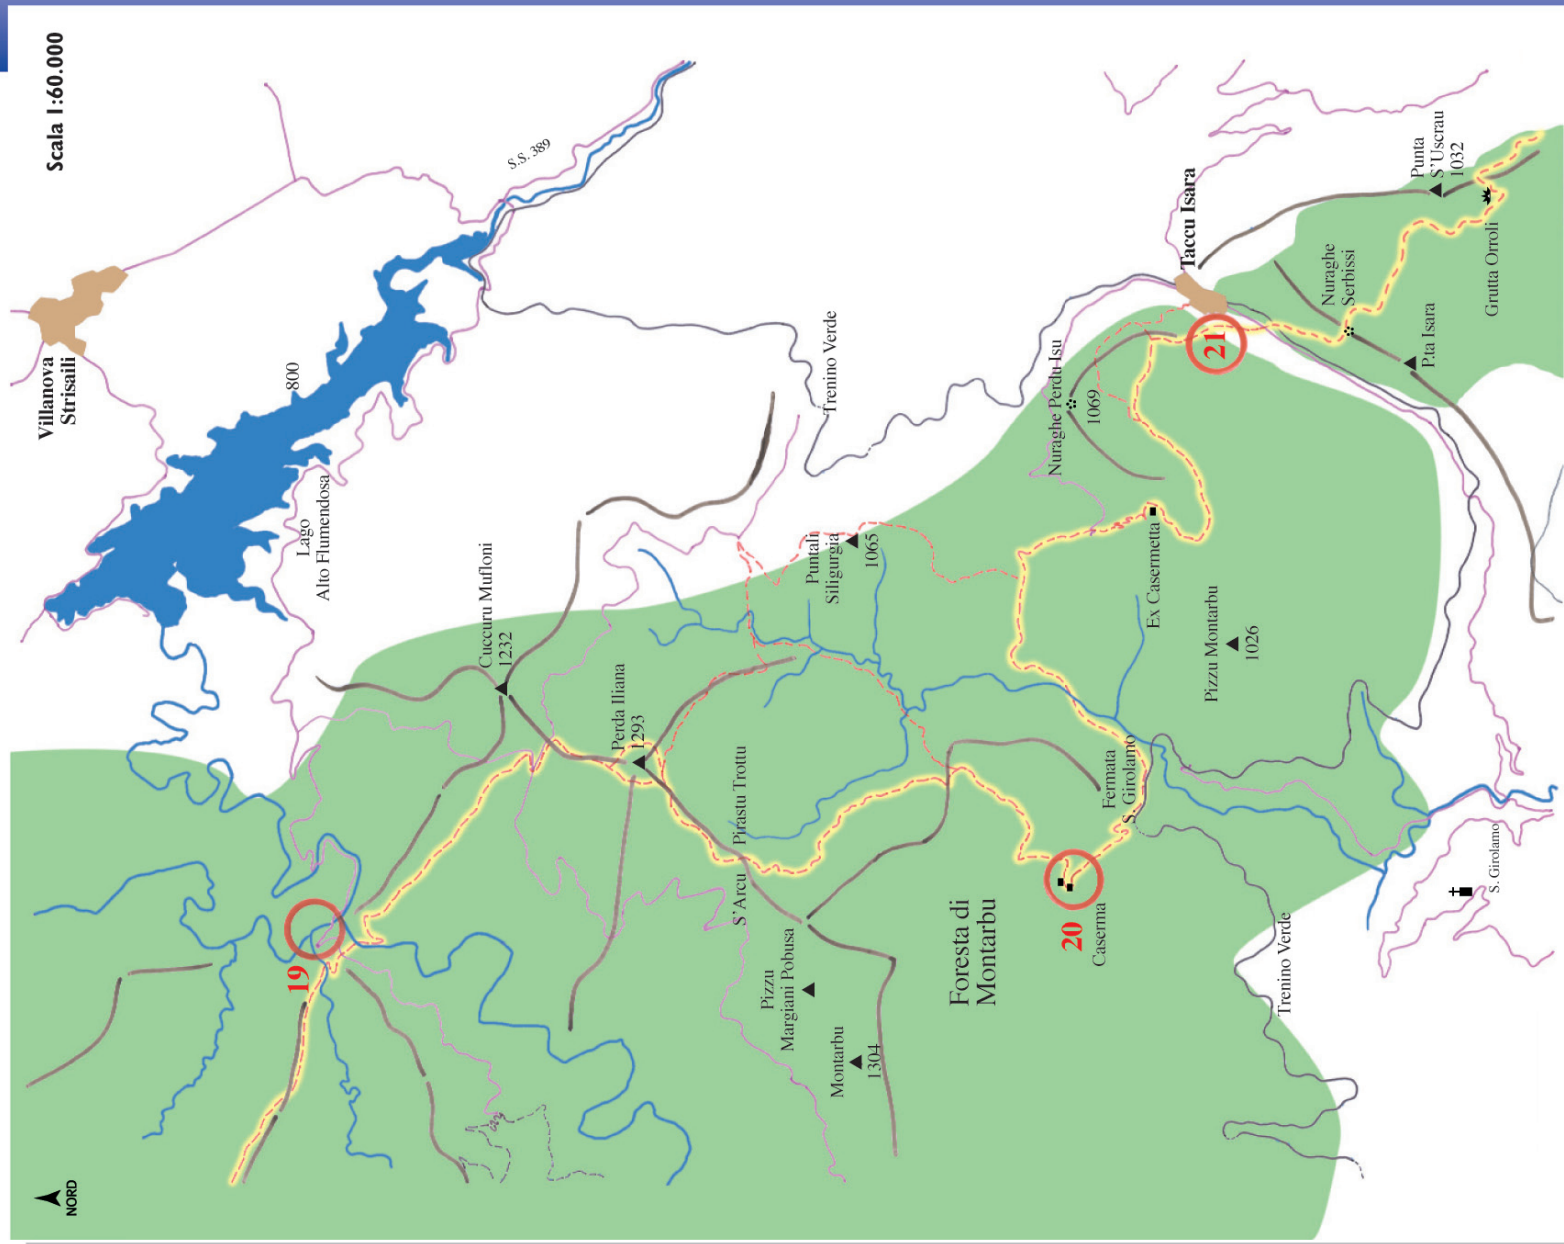 Scala 1:60.000
NORD
Villanova
Strisaili
800
Lago
Alto Flumendosa
S.S. 389
Trenino Verde
Cuccuru Mufloni
1232
Perda Iliana
1293
Puntali
Siligurgia
1065
S'Arcu
Pirastu Trottu
Pizzu
Margiani Pobusa
Montarbu
1304
Foresta di
Montarbu
19
20
Caserma
Fermata
S. Girolamo
Pizzu Montarbu
1026
Ex Casermetta
Nuraghe Perdu Isu
1069
Taccu Isara
21
Nuraghe
Serbissi
P.ta Isara
Punta
S'Uscrau
1032
Grutta Orroli
S. Girolamo
Trenino Verde